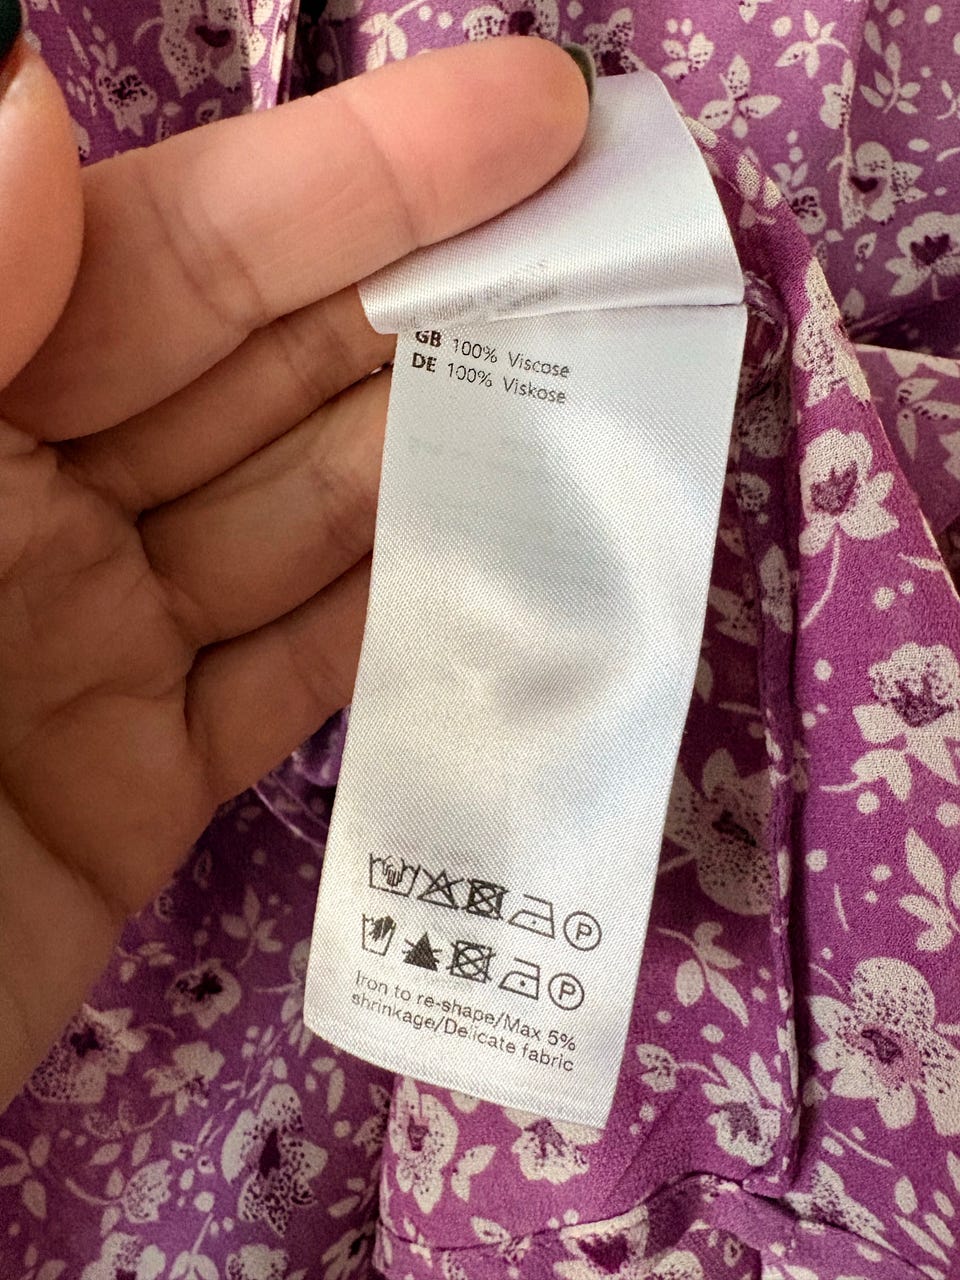 GB 100% Viscose
DE 100% Viskose
P
P
Iron to re-shape/Max 5%
shrinkage/Delicate fabric